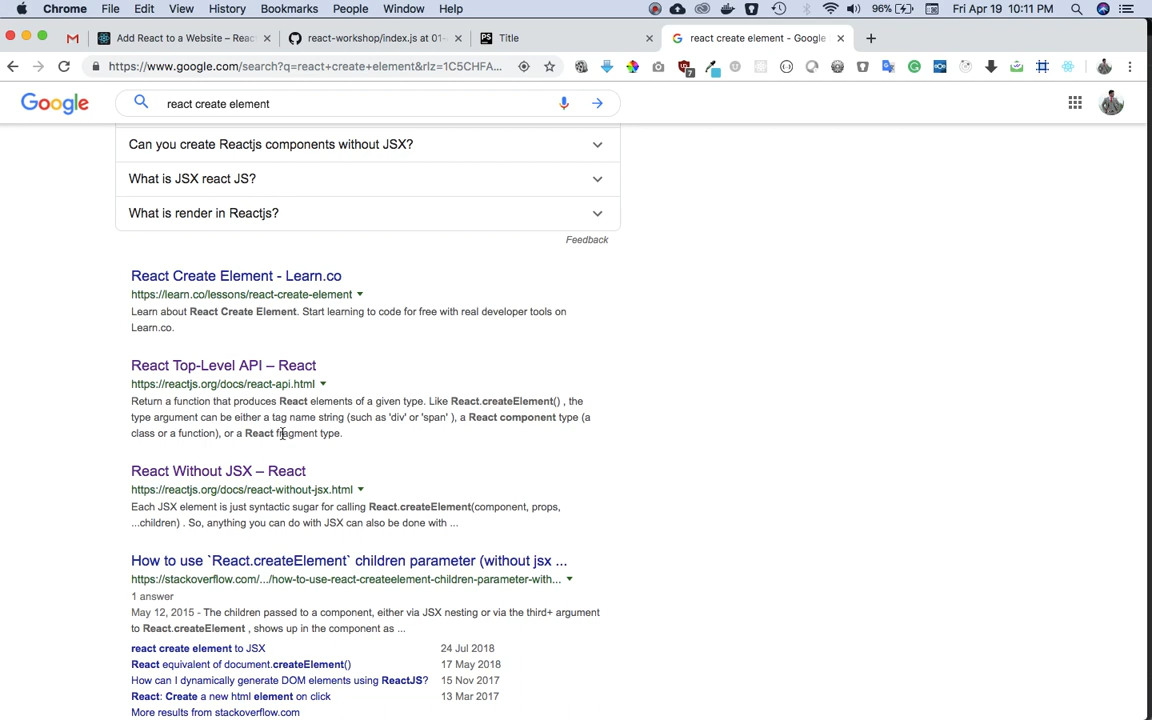 Chrome File Edit View History Bookmarks People Window Help 96% Fri Apr 19 10:11 PM
Add React to a Website – Reac × react-workshop/index.js at 01- × PS Title × react create element - Google × +
https://www.google.com/search?q=react+create+element&rlz=1C5CHFA... 7
Google react create element
Can you create Reactjs components without JSX?
What is JSX react JS?
What is render in Reactjs?
Feedback
React Create Element - Learn.co
https://learn.co/lessons/react-create-element
Learn about React Create Element. Start learning to code for free with real developer tools on
Learn.co.
React Top-Level API – React
https://reactjs.org/docs/react-api.html
Return a function that produces React elements of a given type. Like React.createElement() , the
type argument can be either a tag name string (such as 'div' or 'span' ), a React component type (a
class or a function), or a React fragment type.
React Without JSX – React
https://reactjs.org/docs/react-without-jsx.html
Each JSX element is just syntactic sugar for calling React.createElement(component, props,
...children) . So, anything you can do with JSX can also be done with ...
How to use `React.createElement` children parameter (without jsx ...
https://stackoverflow.com/.../how-to-use-react-createelement-children-parameter-with...
1 answer
May 12, 2015 - The children passed to a component, either via JSX nesting or via the third+ argument
to React.createElement , shows up in the component as ...
react create element to JSX 24 Jul 2018
React equivalent of document.createElement() 17 May 2018
How can I dynamically generate DOM elements using ReactJS? 15 Nov 2017
React: Create a new html element on click 13 Mar 2017
More results from stackoverflow.com